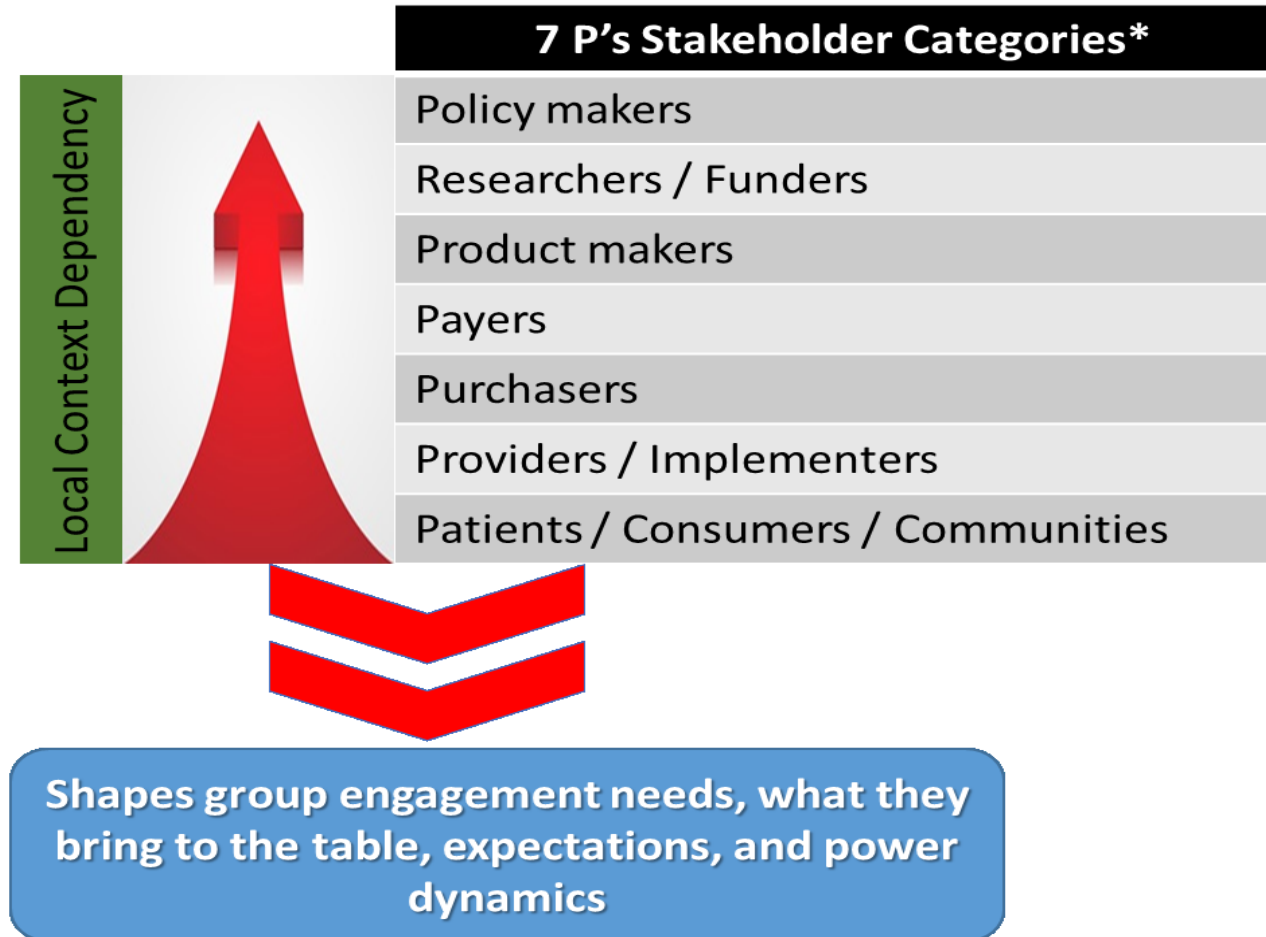 7 P’s Stakeholder Categories*
Local Context Dependency
Policy makers
Researchers / Funders
Product makers
Payers
Purchasers
Providers / Implementers
Patients / Consumers / Communities
Shapes group engagement needs, what they
bring to the table, expectations, and power
dynamics